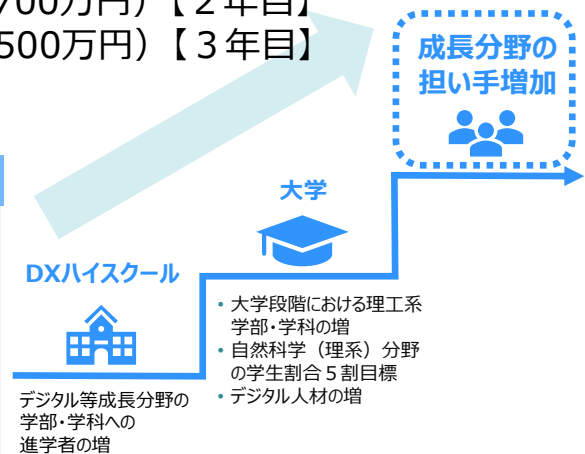 700万円）【２年目】
500万円）【３年目】
成長分野の
担い手増加
大学
DXハイスクール
・大学段階における理工系
学部・学科の増
・自然科学（理系）分野
の学生割合５割目標
・デジタル人材の増
デジタル等成長分野の
学部・学科への
進学者の増